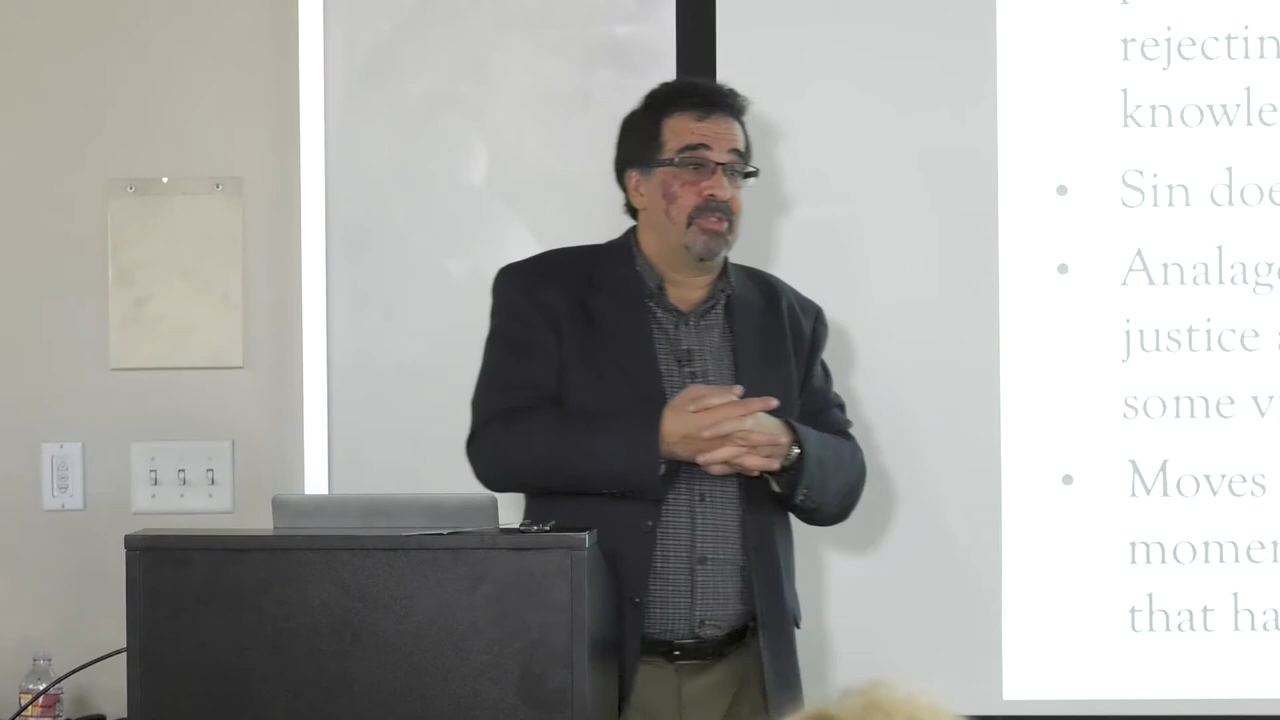 rejectin
knowle
• Sin doe
• Analag
justice
some v
• Moves
momen
that ha